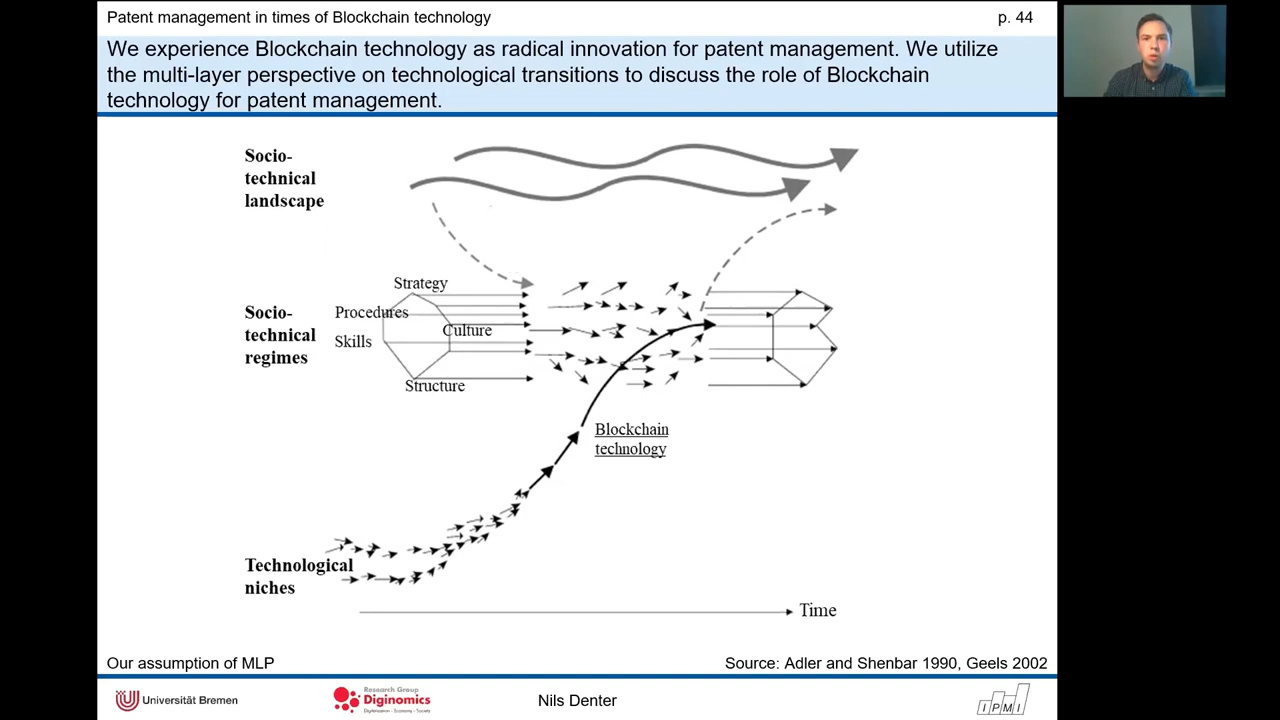 Patent management in times of Blockchain technology
p. 44
We experience Blockchain technology as radical innovation for patent management. We utilize
the multi-layer perspective on technological transitions to discuss the role of Blockchain
technology for patent management.
Socio-
technical
landscape
Strategy
Procedures
Culture
Skills
Structure
Socio-
technical
regimes
Blockchain
technology
Technological
niches
Time
Our assumption of MLP
Source: Adler and Shenbar 1990, Geels 2002
Universität Bremen
Research Group
Diginomics
Digitalization - Economy - Society
Nils Denter
IPMI